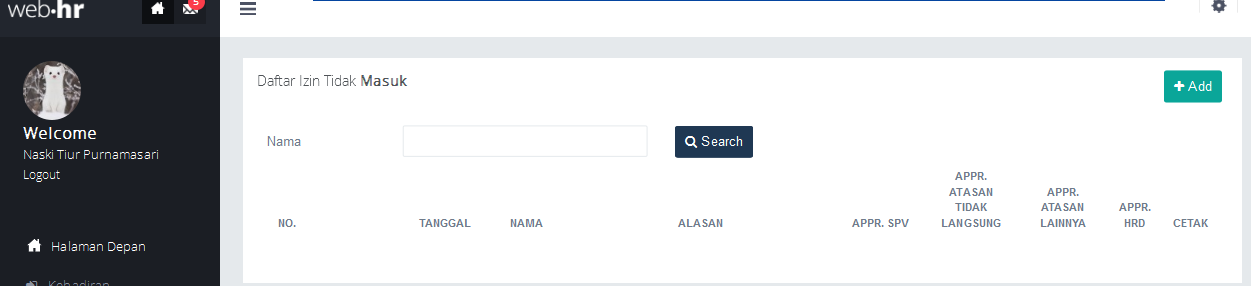 web•hr
5
Daftar Izin Tidak Masuk
+ Add
Welcome
Naski Tiur Purnamasari
Logout
Nama
Search
NO.
TANGGAL
NAMA
ALASAN
APPR. SPV
APPR.
ATASAN
TIDAK
LANGSUNG
APPR.
ATASAN
LAINNYA
APPR.
HRD
CETAK
Halaman Depan
Kehadiran